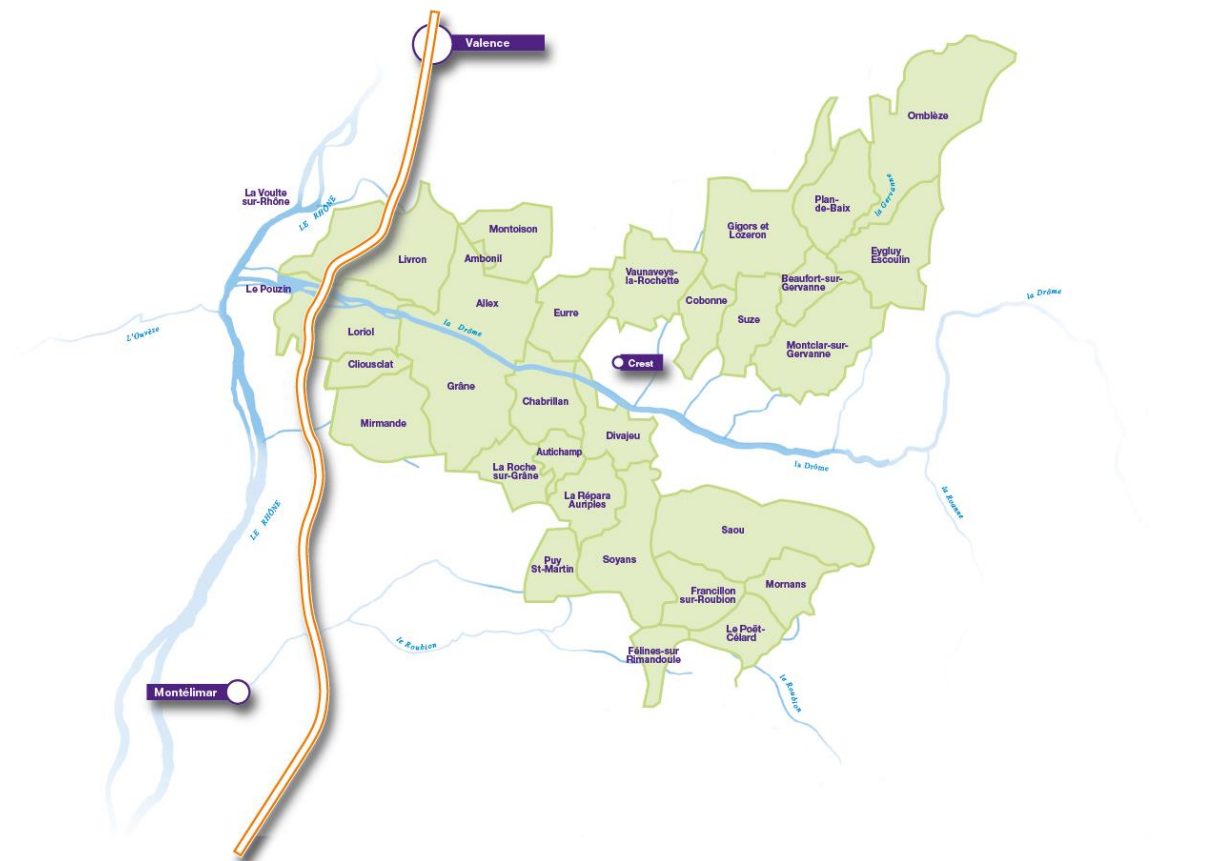 Valence
Omblèze
La Voulte
sur-Rhône
LE RHÔNE
Plan-
de-Baix
la Gervanne
Montoison
Gigors et
Lozeron
Livron
Ambonil
Eygluy
Escoulin
Vaunaveys-
la-Rochette
Beaufort-sur-
Gervanne
Le Pouzin
Allex
Cobonne
la Drôme
Eurre
Suze
L'Ouvèze
Loriol
la Drôme
Montclar-sur-
Gervanne
Cliousclat
Crest
Grâne
Chabrillan
Mirmande
Divajeu
Autichamp
la Drôme
La Roche
sur-Grâne
La Répara
Auriples
la Roanne
LE RHÔNE
Saou
Puy
St-Martin
Soyans
Mornans
Francillon
sur-Roubion
le Roubion
Le Poët-
Célard
Félines-sur
Rimandoule
Montélimar
le Roubion